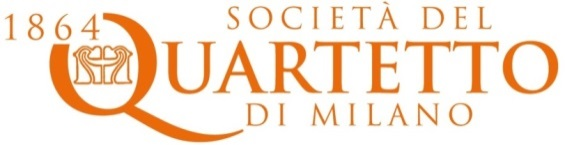 1864
SOCIETÀ DEL
QUARTETTO
DI MILANO